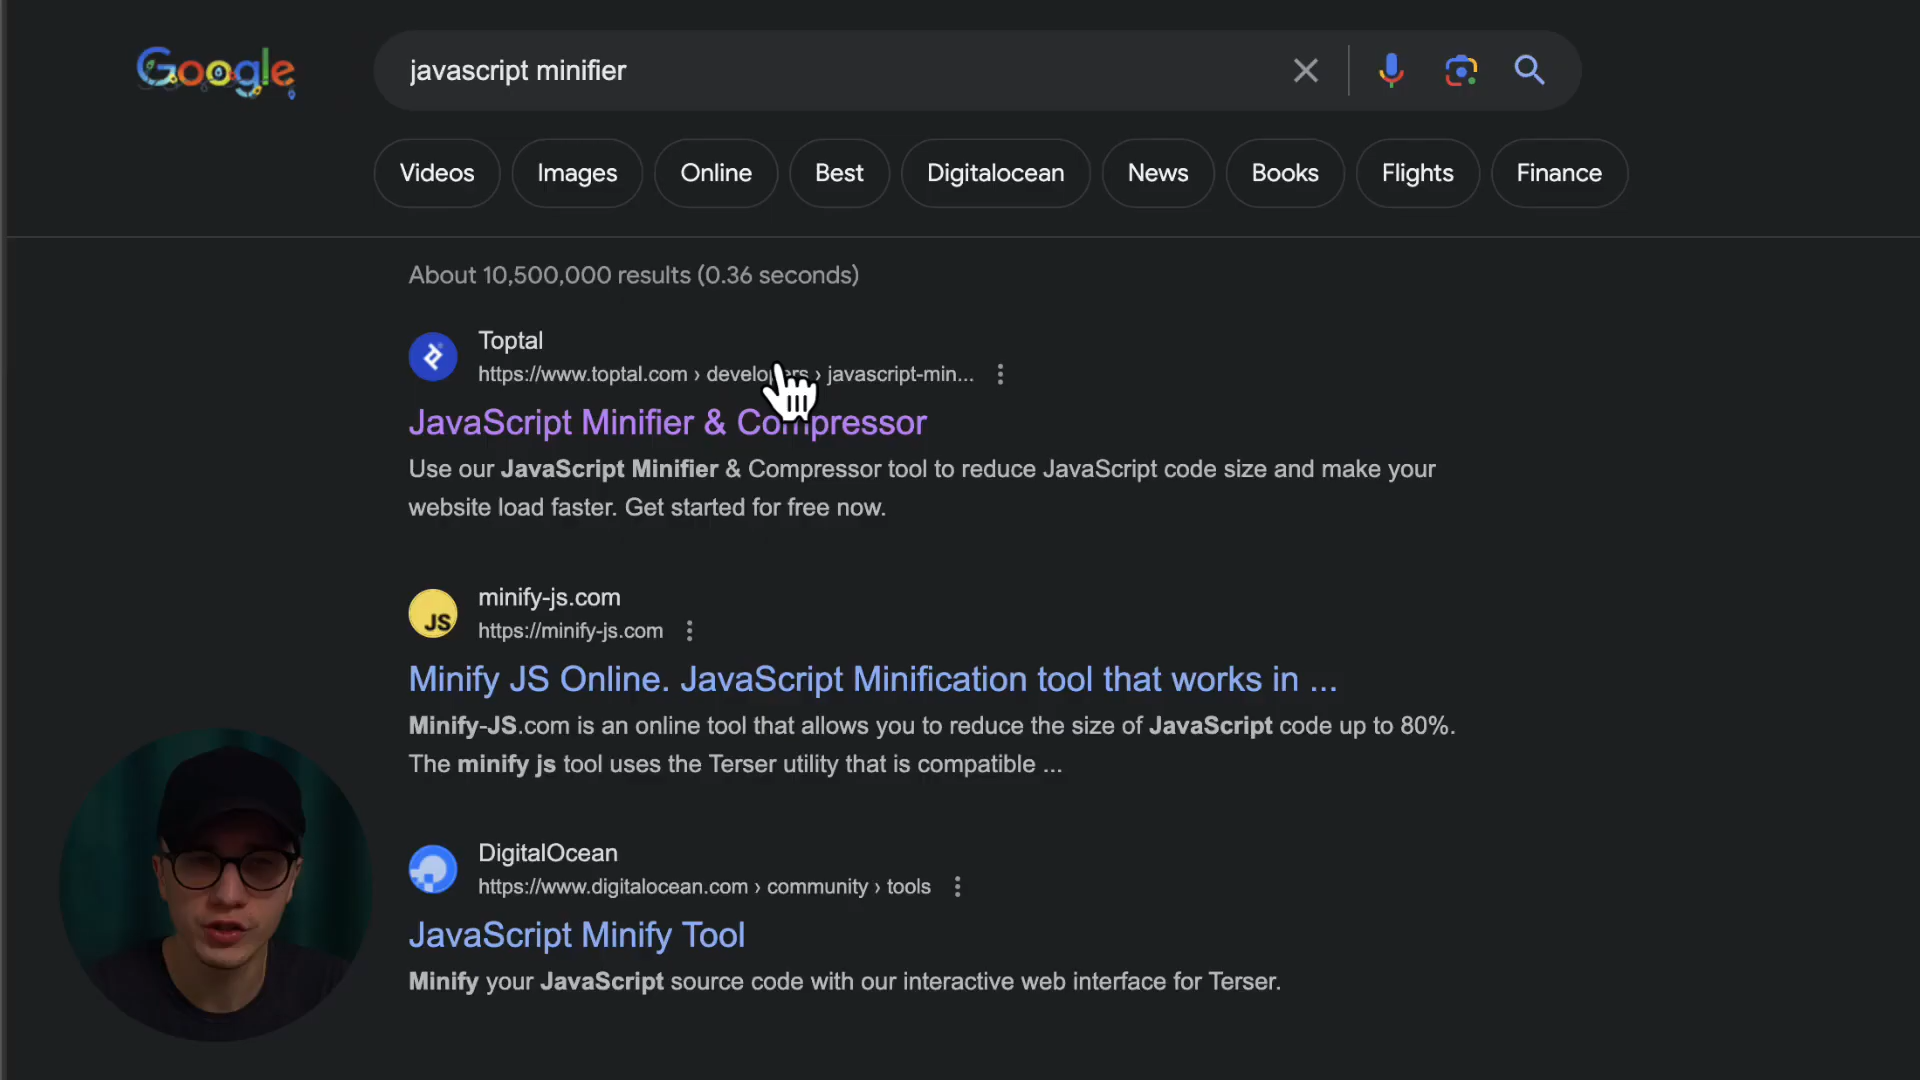 Google
javascript minifier
Videos
Images
Online
Best
Digitalocean
News
Books
Flights
Finance
About 10,500,000 results (0.36 seconds)
Toptal
https://www.toptal.com › developers › javascript-min...
JavaScript Minifier & Compressor
Use our JavaScript Minifier & Compressor tool to reduce JavaScript code size and make your
website load faster. Get started for free now.
JS
minify-js.com
https://minify-js.com
Minify JS Online. JavaScript Minification tool that works in ...
Minify-JS.com is an online tool that allows you to reduce the size of JavaScript code up to 80%.
The minify js tool uses the Terser utility that is compatible ...
DigitalOcean
https://www.digitalocean.com › community › tools
JavaScript Minify Tool
Minify your JavaScript source code with our interactive web interface for Terser.